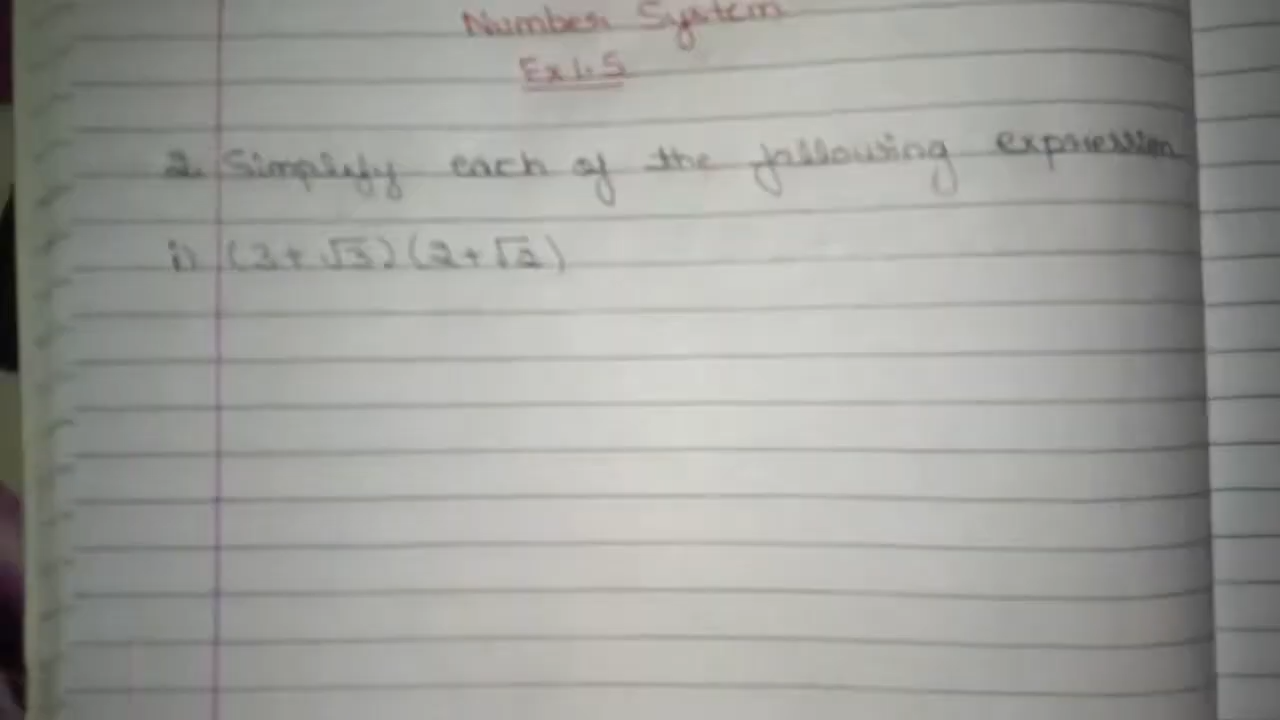 Number System
Ex 1.5
2. Simplify each of the following expression
i) (3+√3)(2+√2)